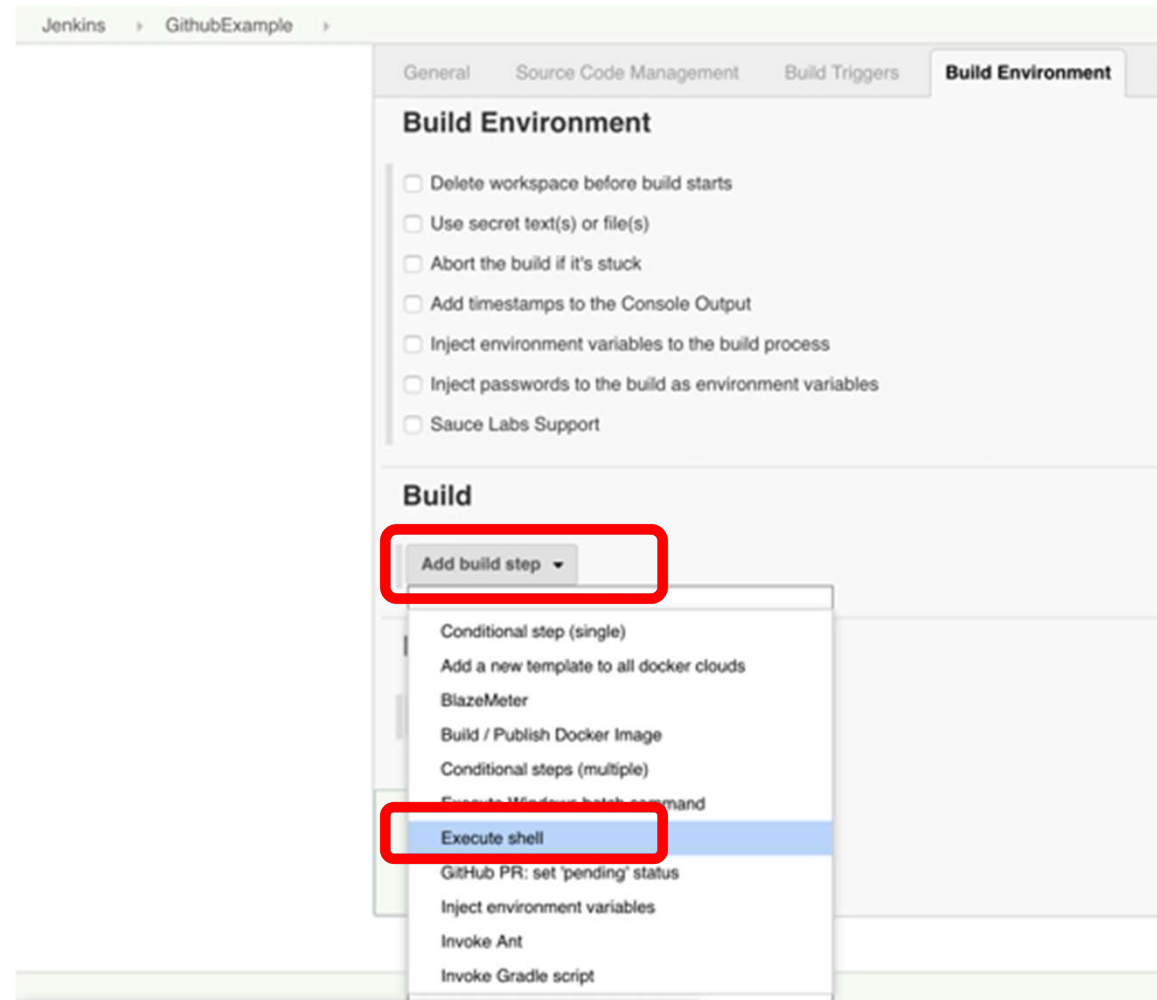 Jenkins GithubExample
General Source Code Management Build Triggers Build Environment
Build Environment
Delete workspace before build starts
Use secret text(s) or file(s)
Abort the build if it's stuck
Add timestamps to the Console Output
Inject environment variables to the build process
Inject passwords to the build as environment variables
Sauce Labs Support
Build
Add build step
Conditional step (single)
Add a new template to all docker clouds
BlazeMeter
Build / Publish Docker Image
Conditional steps (multiple)
Execute Windows batch command
Execute shell
GitHub PR: set 'pending' status
Inject environment variables
Invoke Ant
Invoke Gradle script